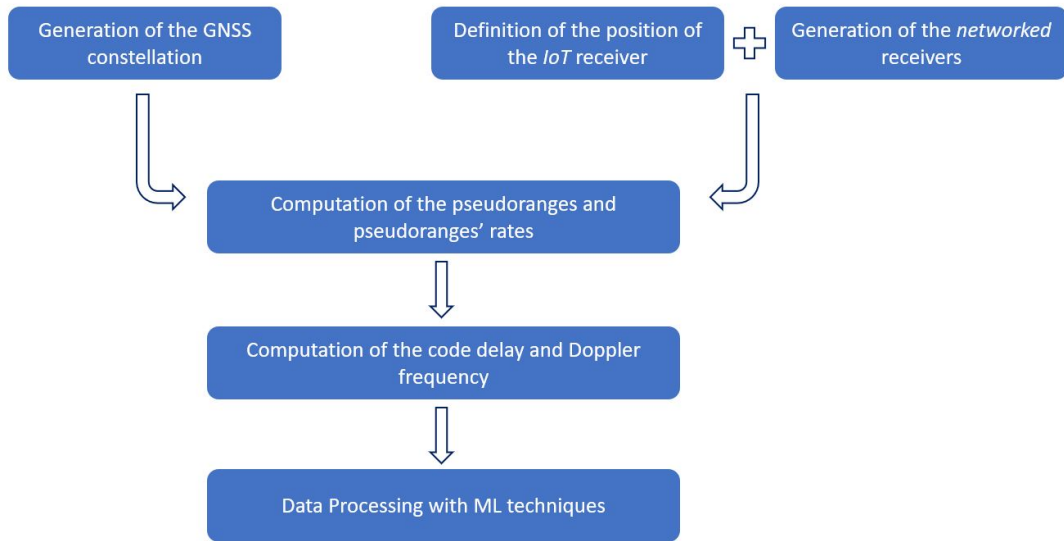 Generation of the GNSS
constellation
Definition of the position of
the IoT receiver
Generation of the networked
receivers
Computation of the pseudoranges and
pseudoranges' rates
Computation of the code delay and Doppler
frequency
Data Processing with ML techniques